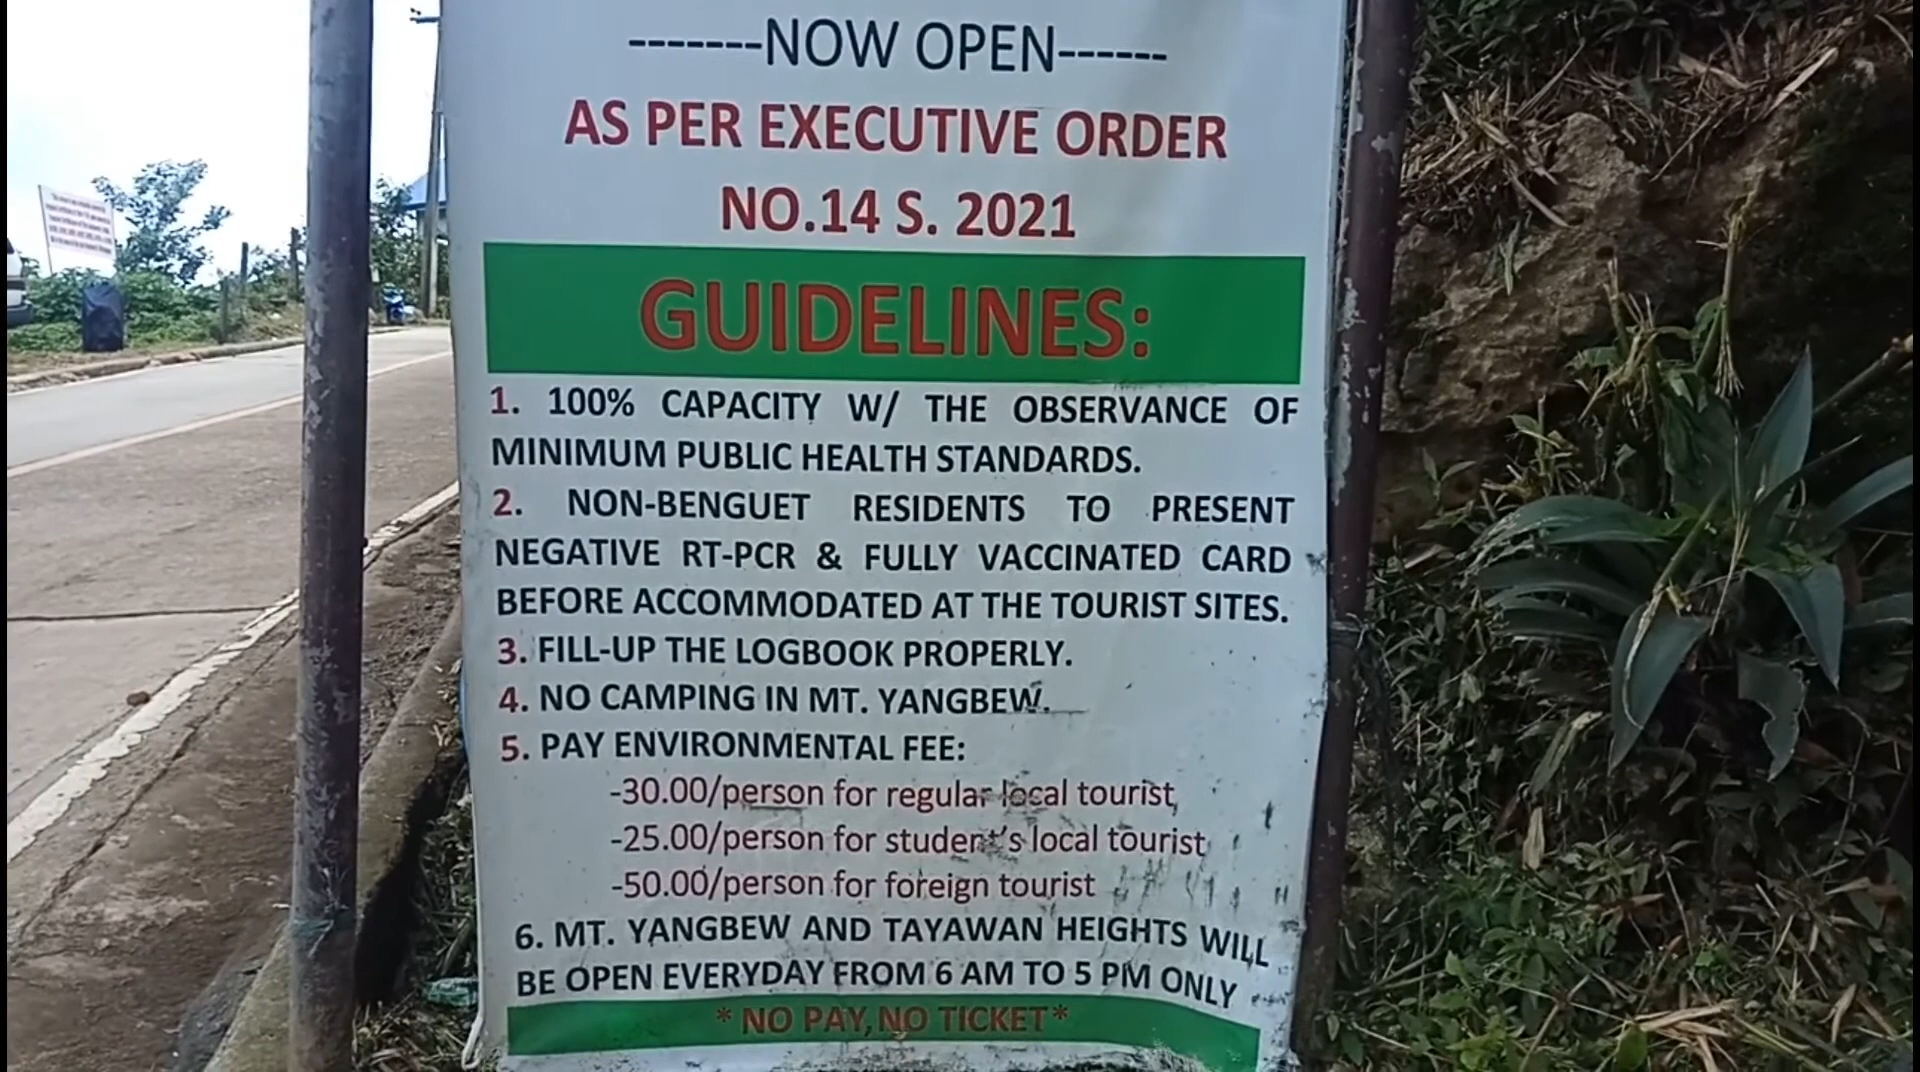 -------NOW OPEN------
AS PER EXECUTIVE ORDER
NO.14 S. 2021
GUIDELINES:
1. 100% CAPACITY W/ THE OBSERVANCE OF
MINIMUM PUBLIC HEALTH STANDARDS.
2. NON-BENGUET RESIDENTS TO PRESENT
NEGATIVE RT-PCR & FULLY VACCINATED CARD
BEFORE ACCOMMODATED AT THE TOURIST SITES.
3. FILL-UP THE LOGBOOK PROPERLY.
4. NO CAMPING IN MT. YANGBEW.
5. PAY ENVIRONMENTAL FEE:
-30.00/person for regular local tourist
-25.00/person for student's local tourist
-50.00/person for foreign tourist
6. MT. YANGBEW AND TAYAWAN HEIGHTS WILL
BE OPEN EVERYDAY FROM 6 AM TO 5 PM ONLY
* NO PAY, NO TICKET*